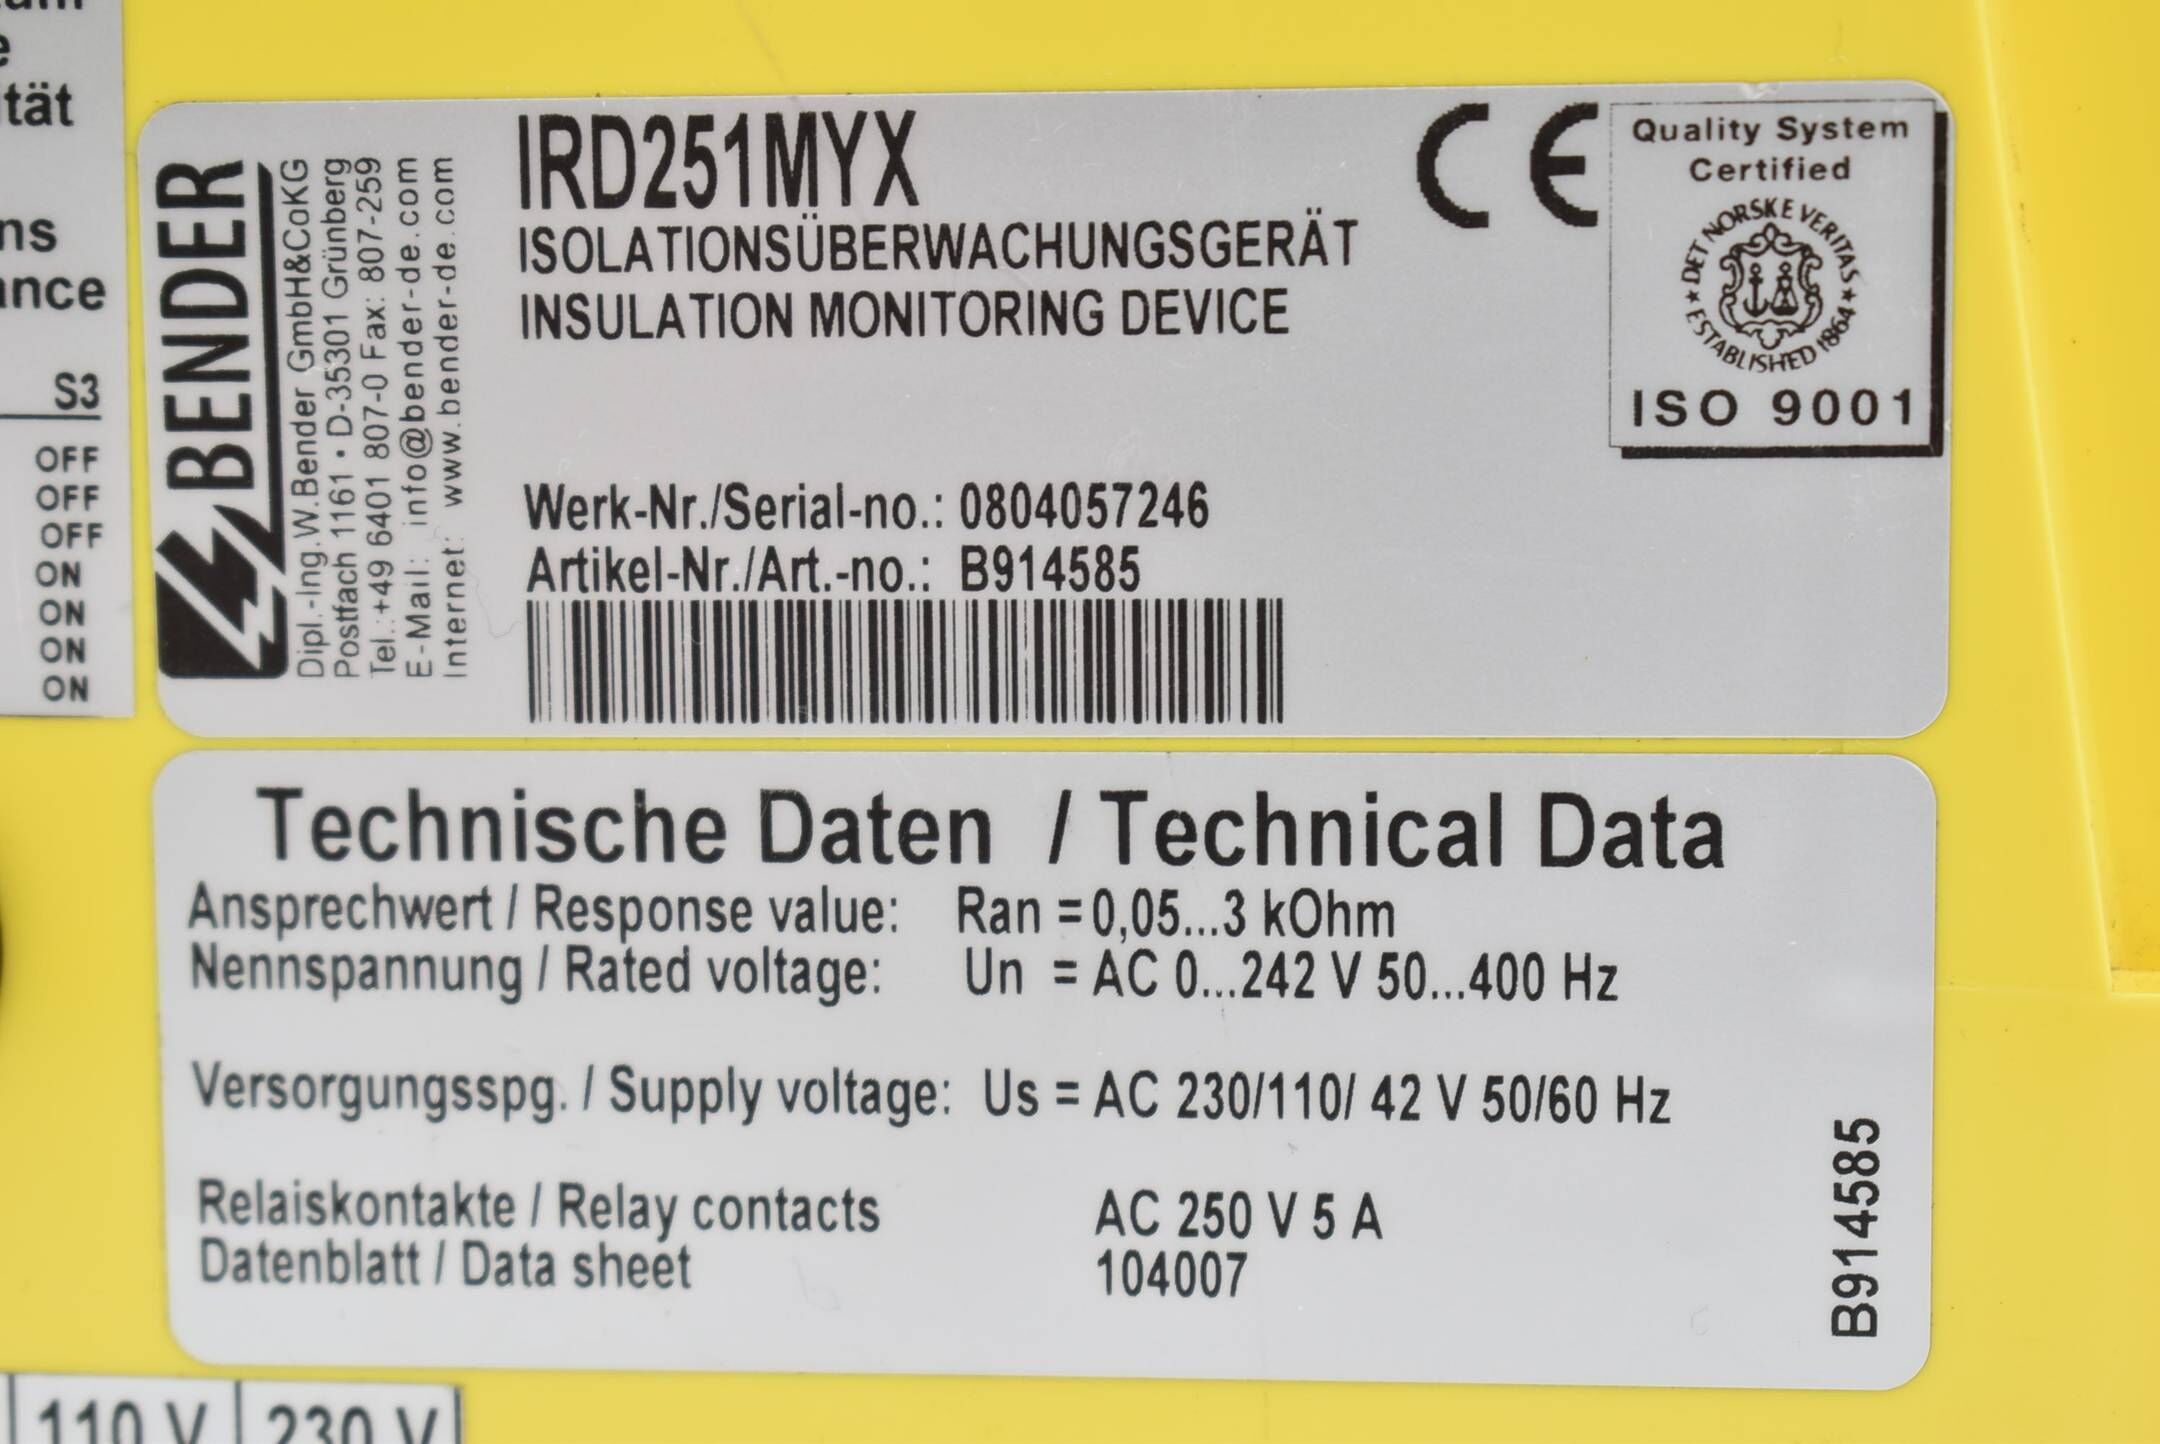 tät
S3
OFF
OFF
OFF
ON
ON
ON
ON
BENDER
Dipl.-Ing.W.Bender GmbH&CoKG
Postfach 1161 • D-35301 Grünberg
Tel.:+49 6401 807-0 Fax: 807-259
E-Mail: info@bender-de.com
Internet: www.bender-de.com
IRD251MYX
ISOLATIONSÜBERWACHUNGSGERÄT
INSULATION MONITORING DEVICE
Werk-Nr./Serial-no.: 0804057246
Artikel-Nr./Art.-no.: B914585
CE
Quality System
Certified
★ DET NORSKE VERITAS ★
ESTABLISHED 1864
ISO 9001
Technische Daten / Technical Data
Ansprechwert / Response value: Ran = 0,05...3 kOhm
Nennspannung / Rated voltage: Un = AC 0...242 V 50...400 Hz
Versorgungsspg. / Supply voltage: Us = AC 230/110/ 42 V 50/60 Hz
Relaiskontakte / Relay contacts AC 250 V 5 A
Datenblatt / Data sheet 104007
B914585
110 V 230 V